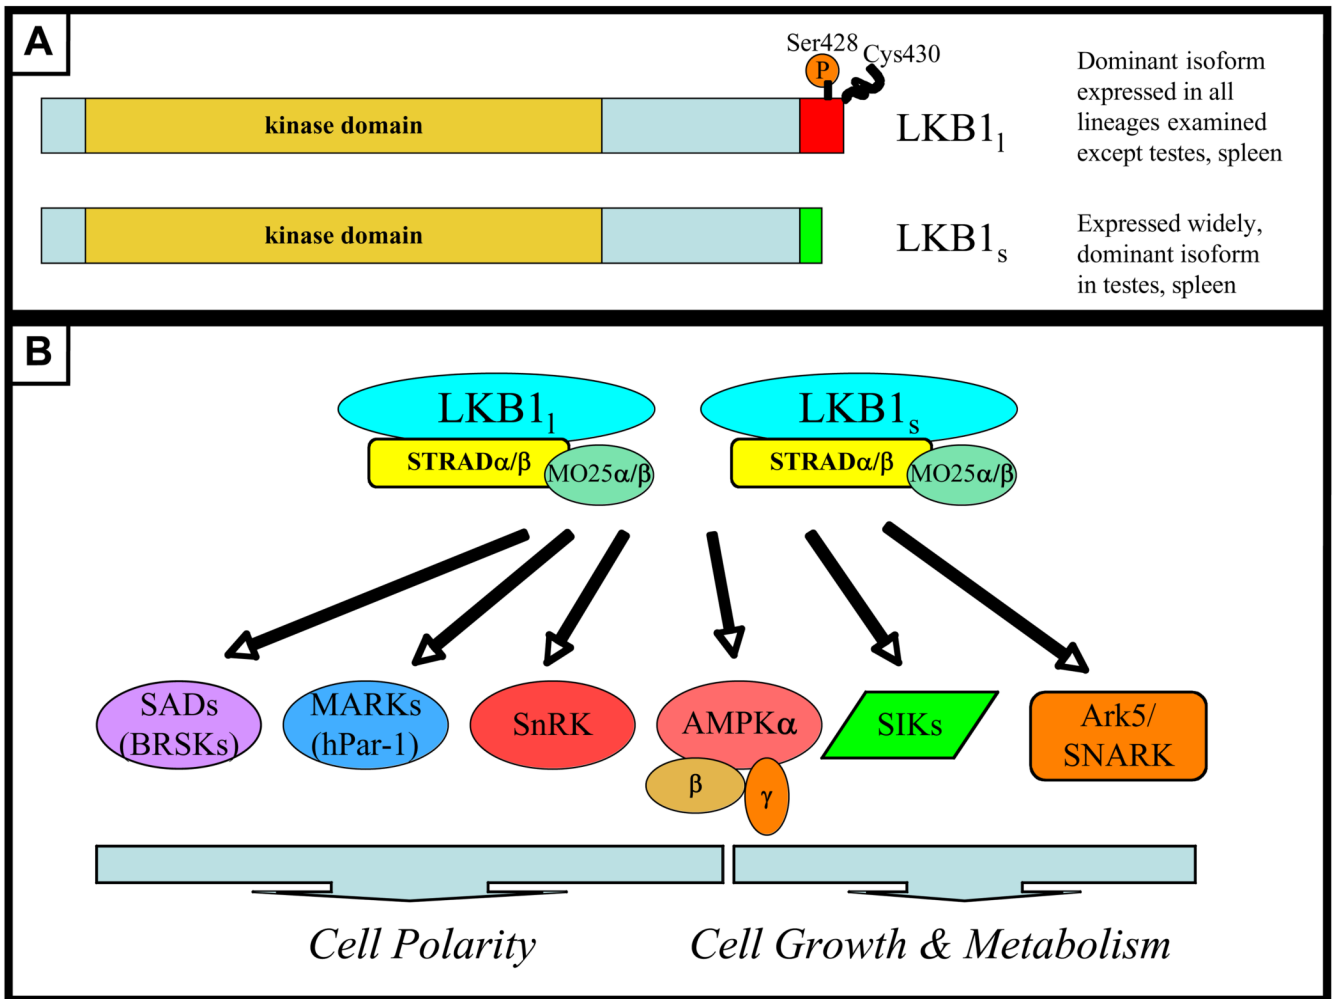 A
Ser428
P
Cys430
kinase domain
LKB1l
Dominant isoform
expressed in all
lineages examined
except testes, spleen
kinase domain
LKB1s
Expressed widely,
dominant isoform
in testes, spleen
B
LKB1l
STRADα/β
MO25α/β
LKB1s
STRADα/β
MO25α/β
SADs
(BRSKs)
MARKs
(hPar-1)
SnRK
AMPKα
β
γ
SIKs
Ark5/
SNARK
Cell Polarity
Cell Growth & Metabolism